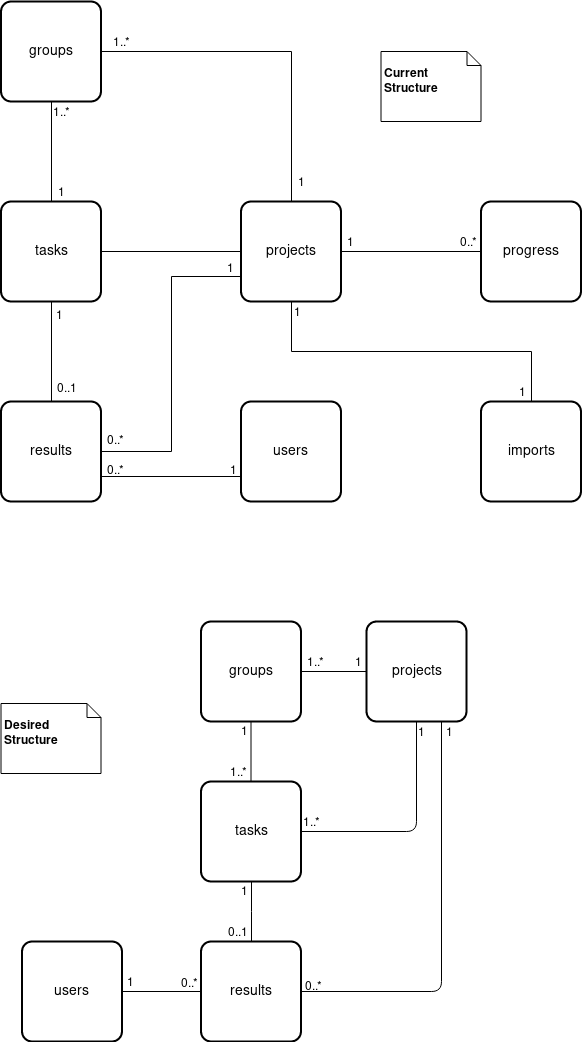 groups
1..*
Current
Structure
1..*
1
1
tasks
projects
1
0..*
progress
1
1
1
0..1
1
results
0..*
0..*
1
users
imports
groups
1..*
1
projects
Desired
Structure
1
1
1
1..*
tasks
1..*
1
0..1
users
1
0..*
results
0..*